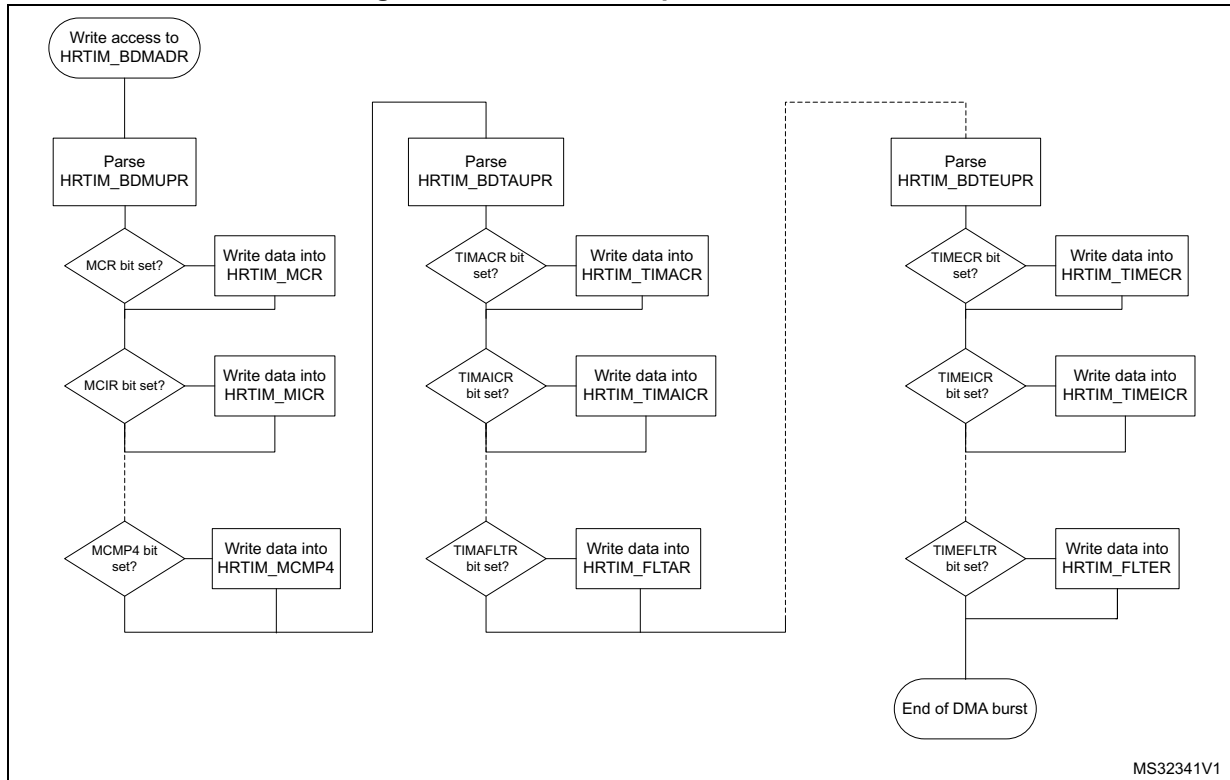 Write access to
HRTIM_BDMADR
Parse
HRTIM_BDMUPR
MCR bit set?
Write data into
HRTIM_MCR
MCIR bit set?
Write data into
HRTIM_MICR
MCMP4 bit
set?
Write data into
HRTIM_MCMP4
Parse
HRTIM_BDTAUPR
TIMACR bit
set?
Write data into
HRTIM_TIMACR
TIMAICR
bit set?
Write data into
HRTIM_TIMAICR
TIMAFLTR
bit set?
Write data into
HRTIM_FLTAR
Parse
HRTIM_BDTEUPR
TIMECR bit
set?
Write data into
HRTIM_TIMECR
TIMEICR
bit set?
Write data into
HRTIM_TIMEICR
TIMEFLTR
bit set?
Write data into
HRTIM_FLTER
End of DMA burst
MS32341V1